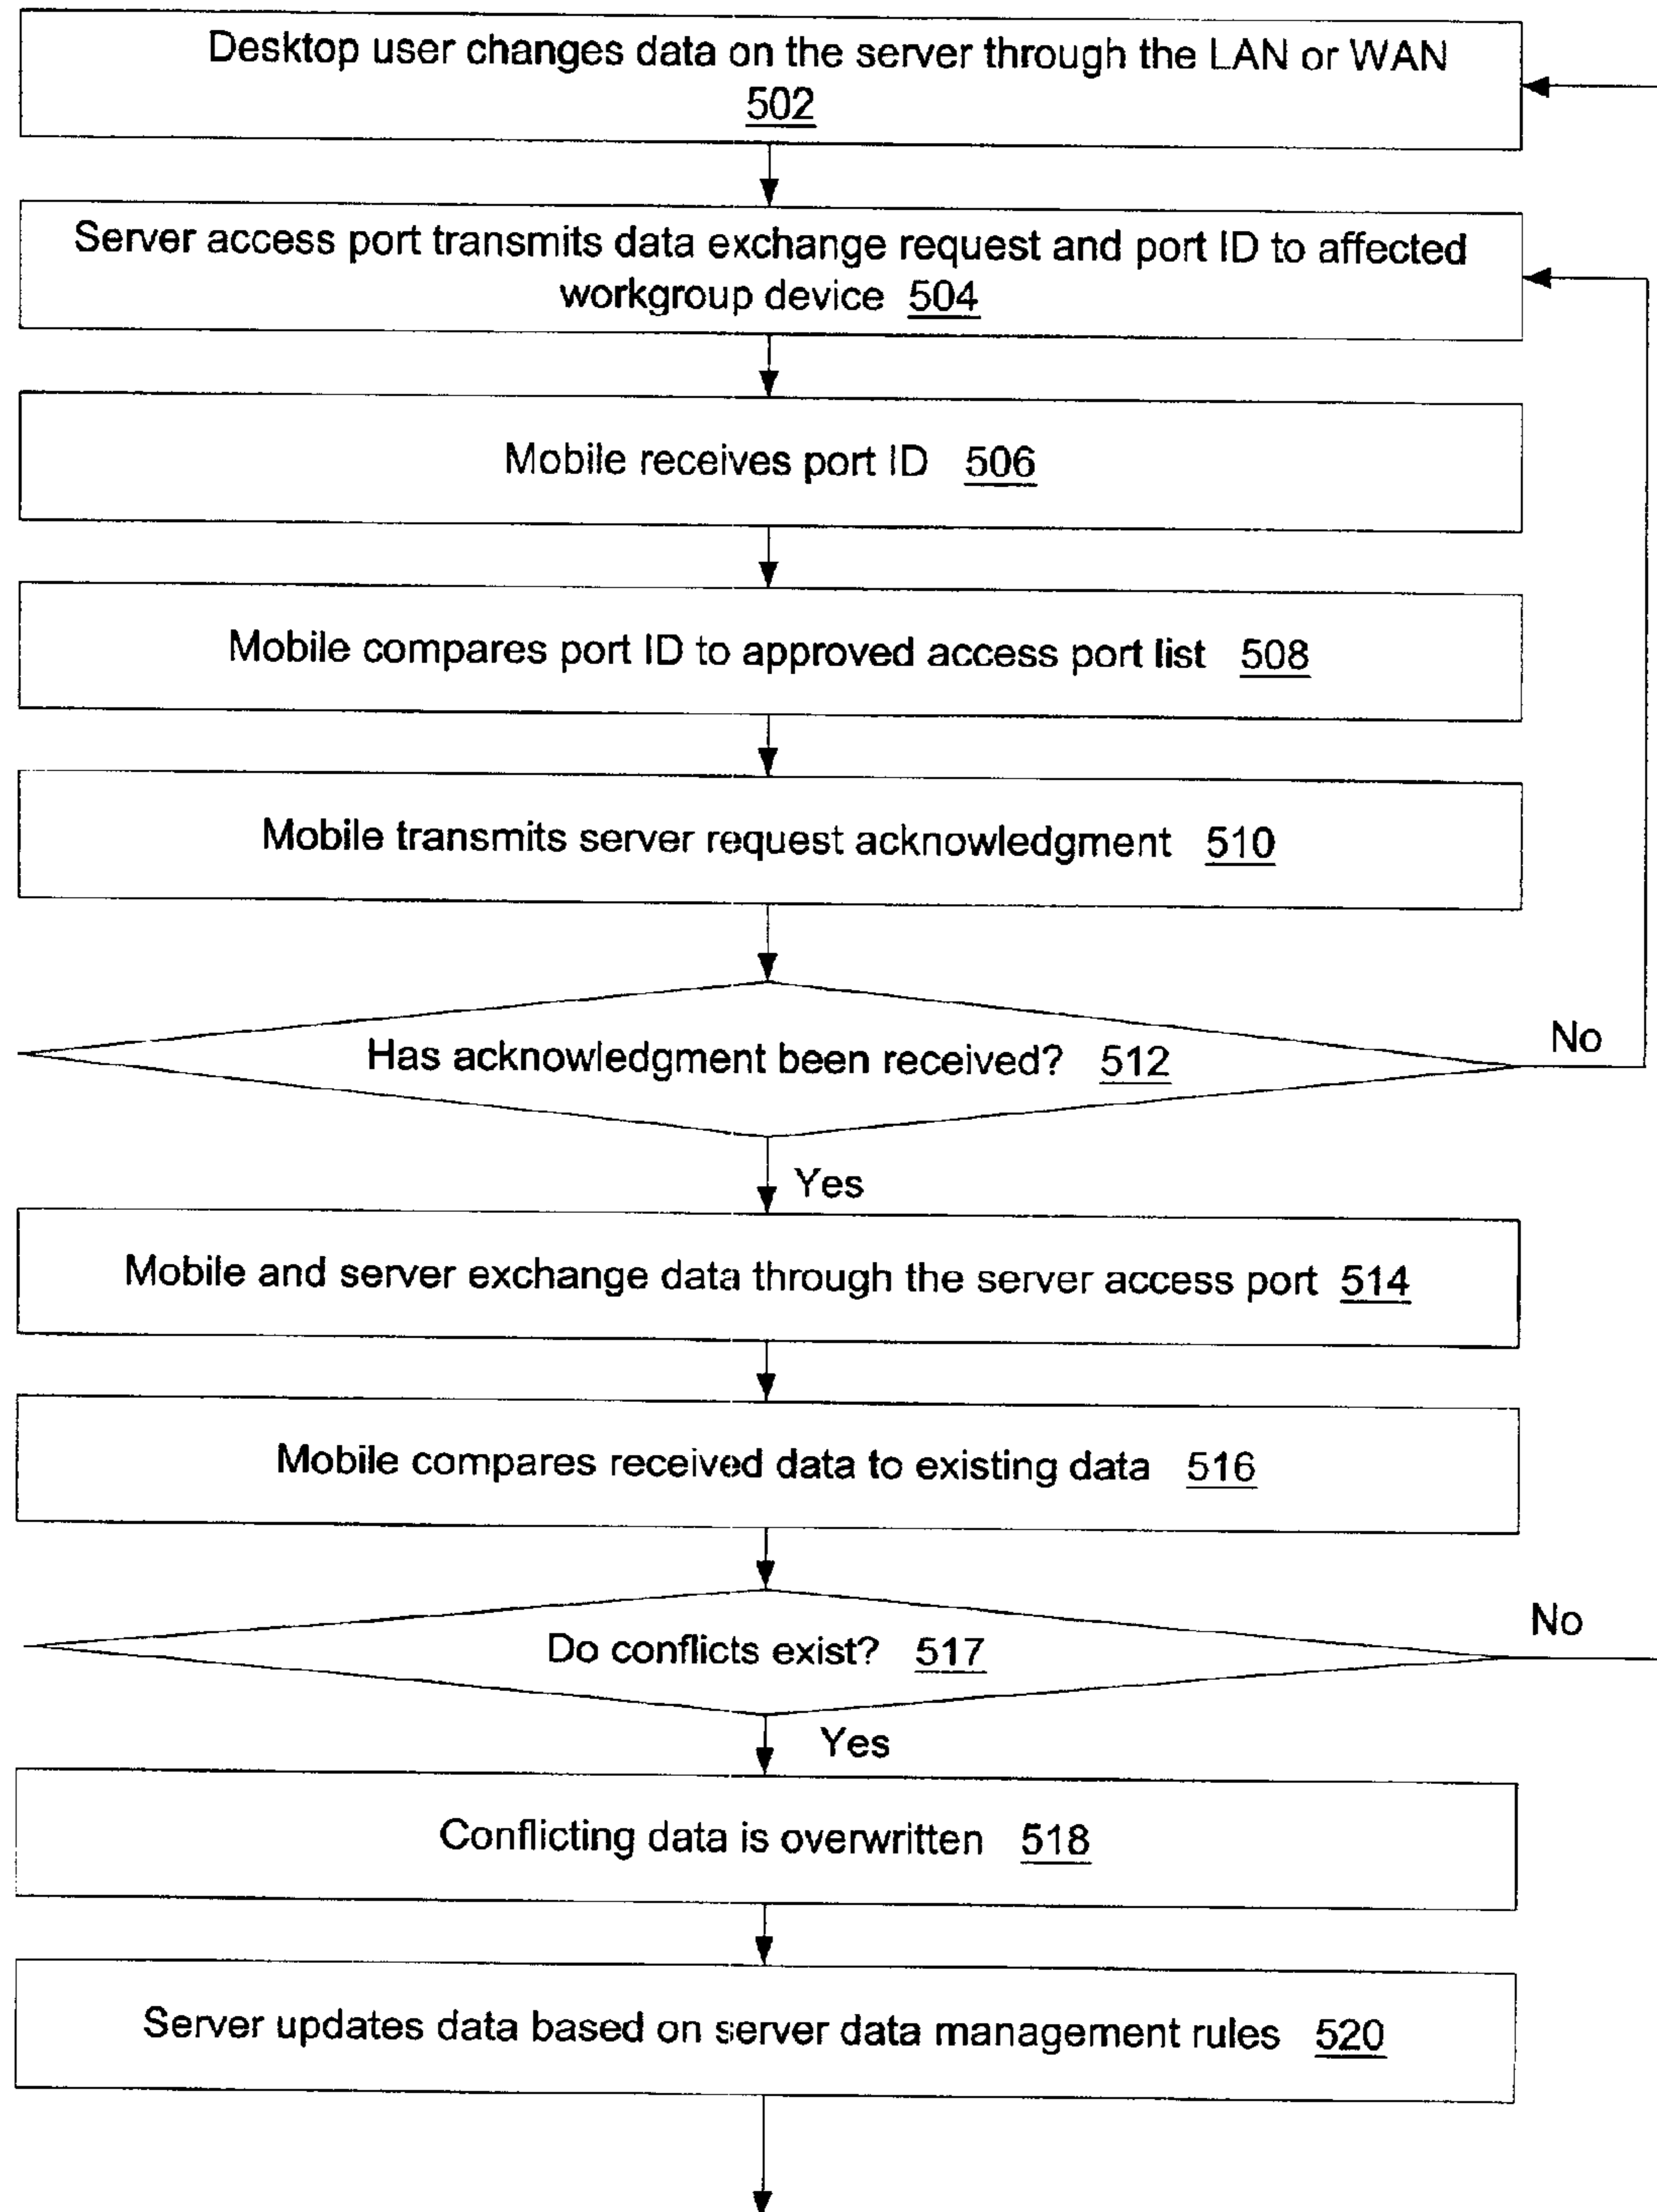 Desktop user changes data on the server through the LAN or WAN
502
Server access port transmits data exchange request and port ID to affected
workgroup device 504
Mobile receives port ID 506
Mobile compares port ID to approved access port list 508
Mobile transmits server request acknowledgment 510
Has acknowledgment been received? 512
No
Yes
Mobile and server exchange data through the server access port 514
Mobile compares received data to existing data 516
Do conflicts exist? 517
No
Yes
Conflicting data is overwritten 518
Server updates data based on server data management rules 520